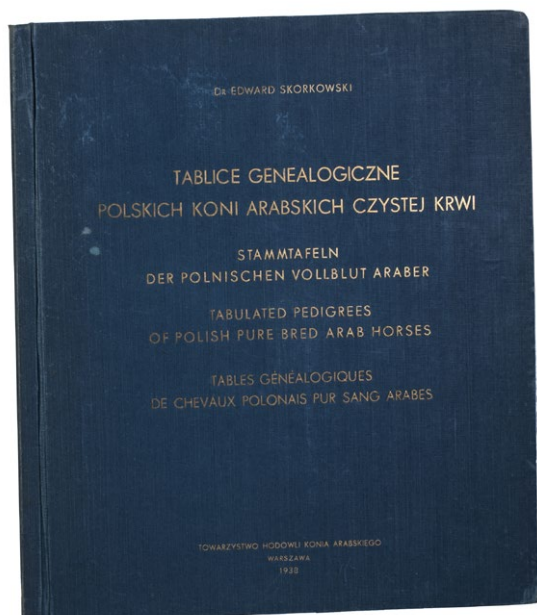 Dr EDWARD SKORKOWSKI
TABLICE GENEALOGICZNE
POLSKICH KONI ARABSKICH CZYSTEJ KRWI
STAMMTAFELN
DER POLNISCHEN VOLLBLUT ARABER
TABULATED PEDIGREES
OF POLISH PURE BRED ARAB HORSES
TABLES GÉNÉALOGIQUES
DE CHEVAUX POLONAIS PUR SANG ARABES
TOWARZYSTWO HODOWLI KONIA ARABSKIEGO
WARSZAWA
1938